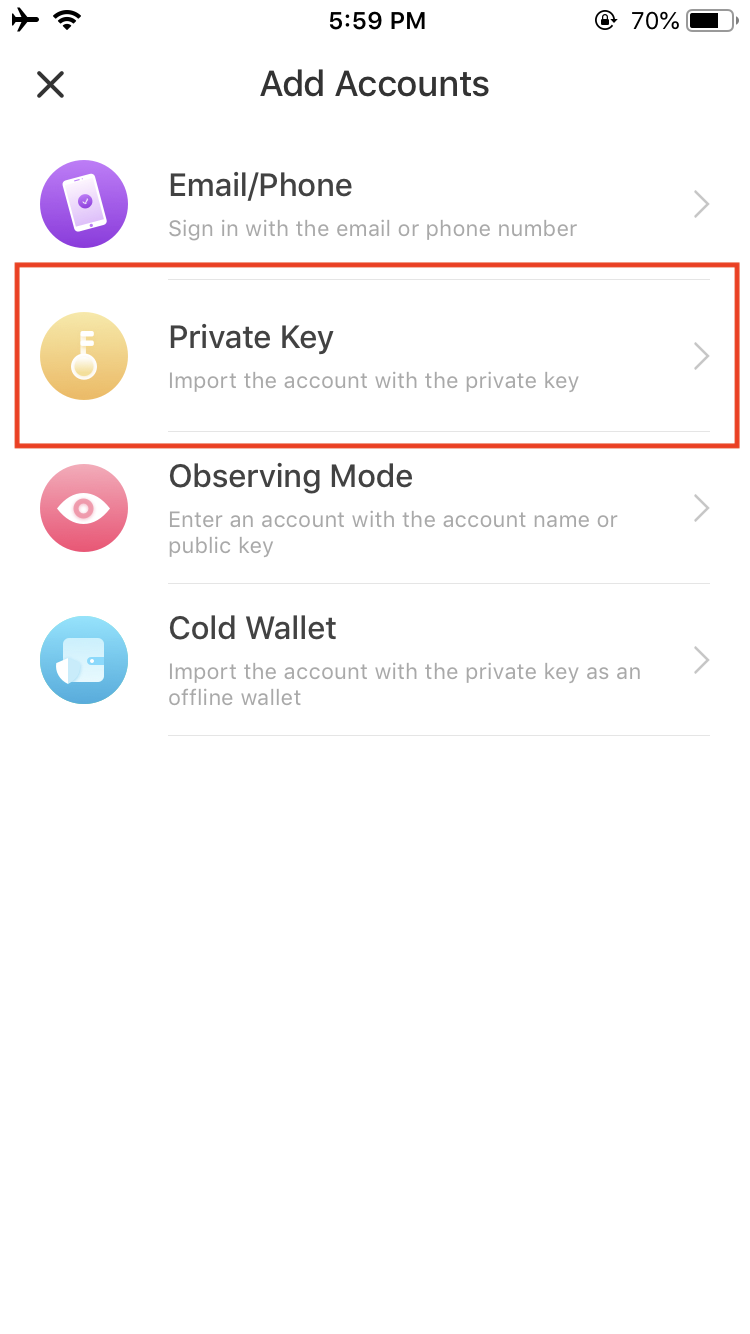 5:59 PM
70%
Add Accounts
Email/Phone
Sign in with the email or phone number
Private Key
Import the account with the private key
Observing Mode
Enter an account with the account name or
public key
Cold Wallet
Import the account with the private key as an
offline wallet